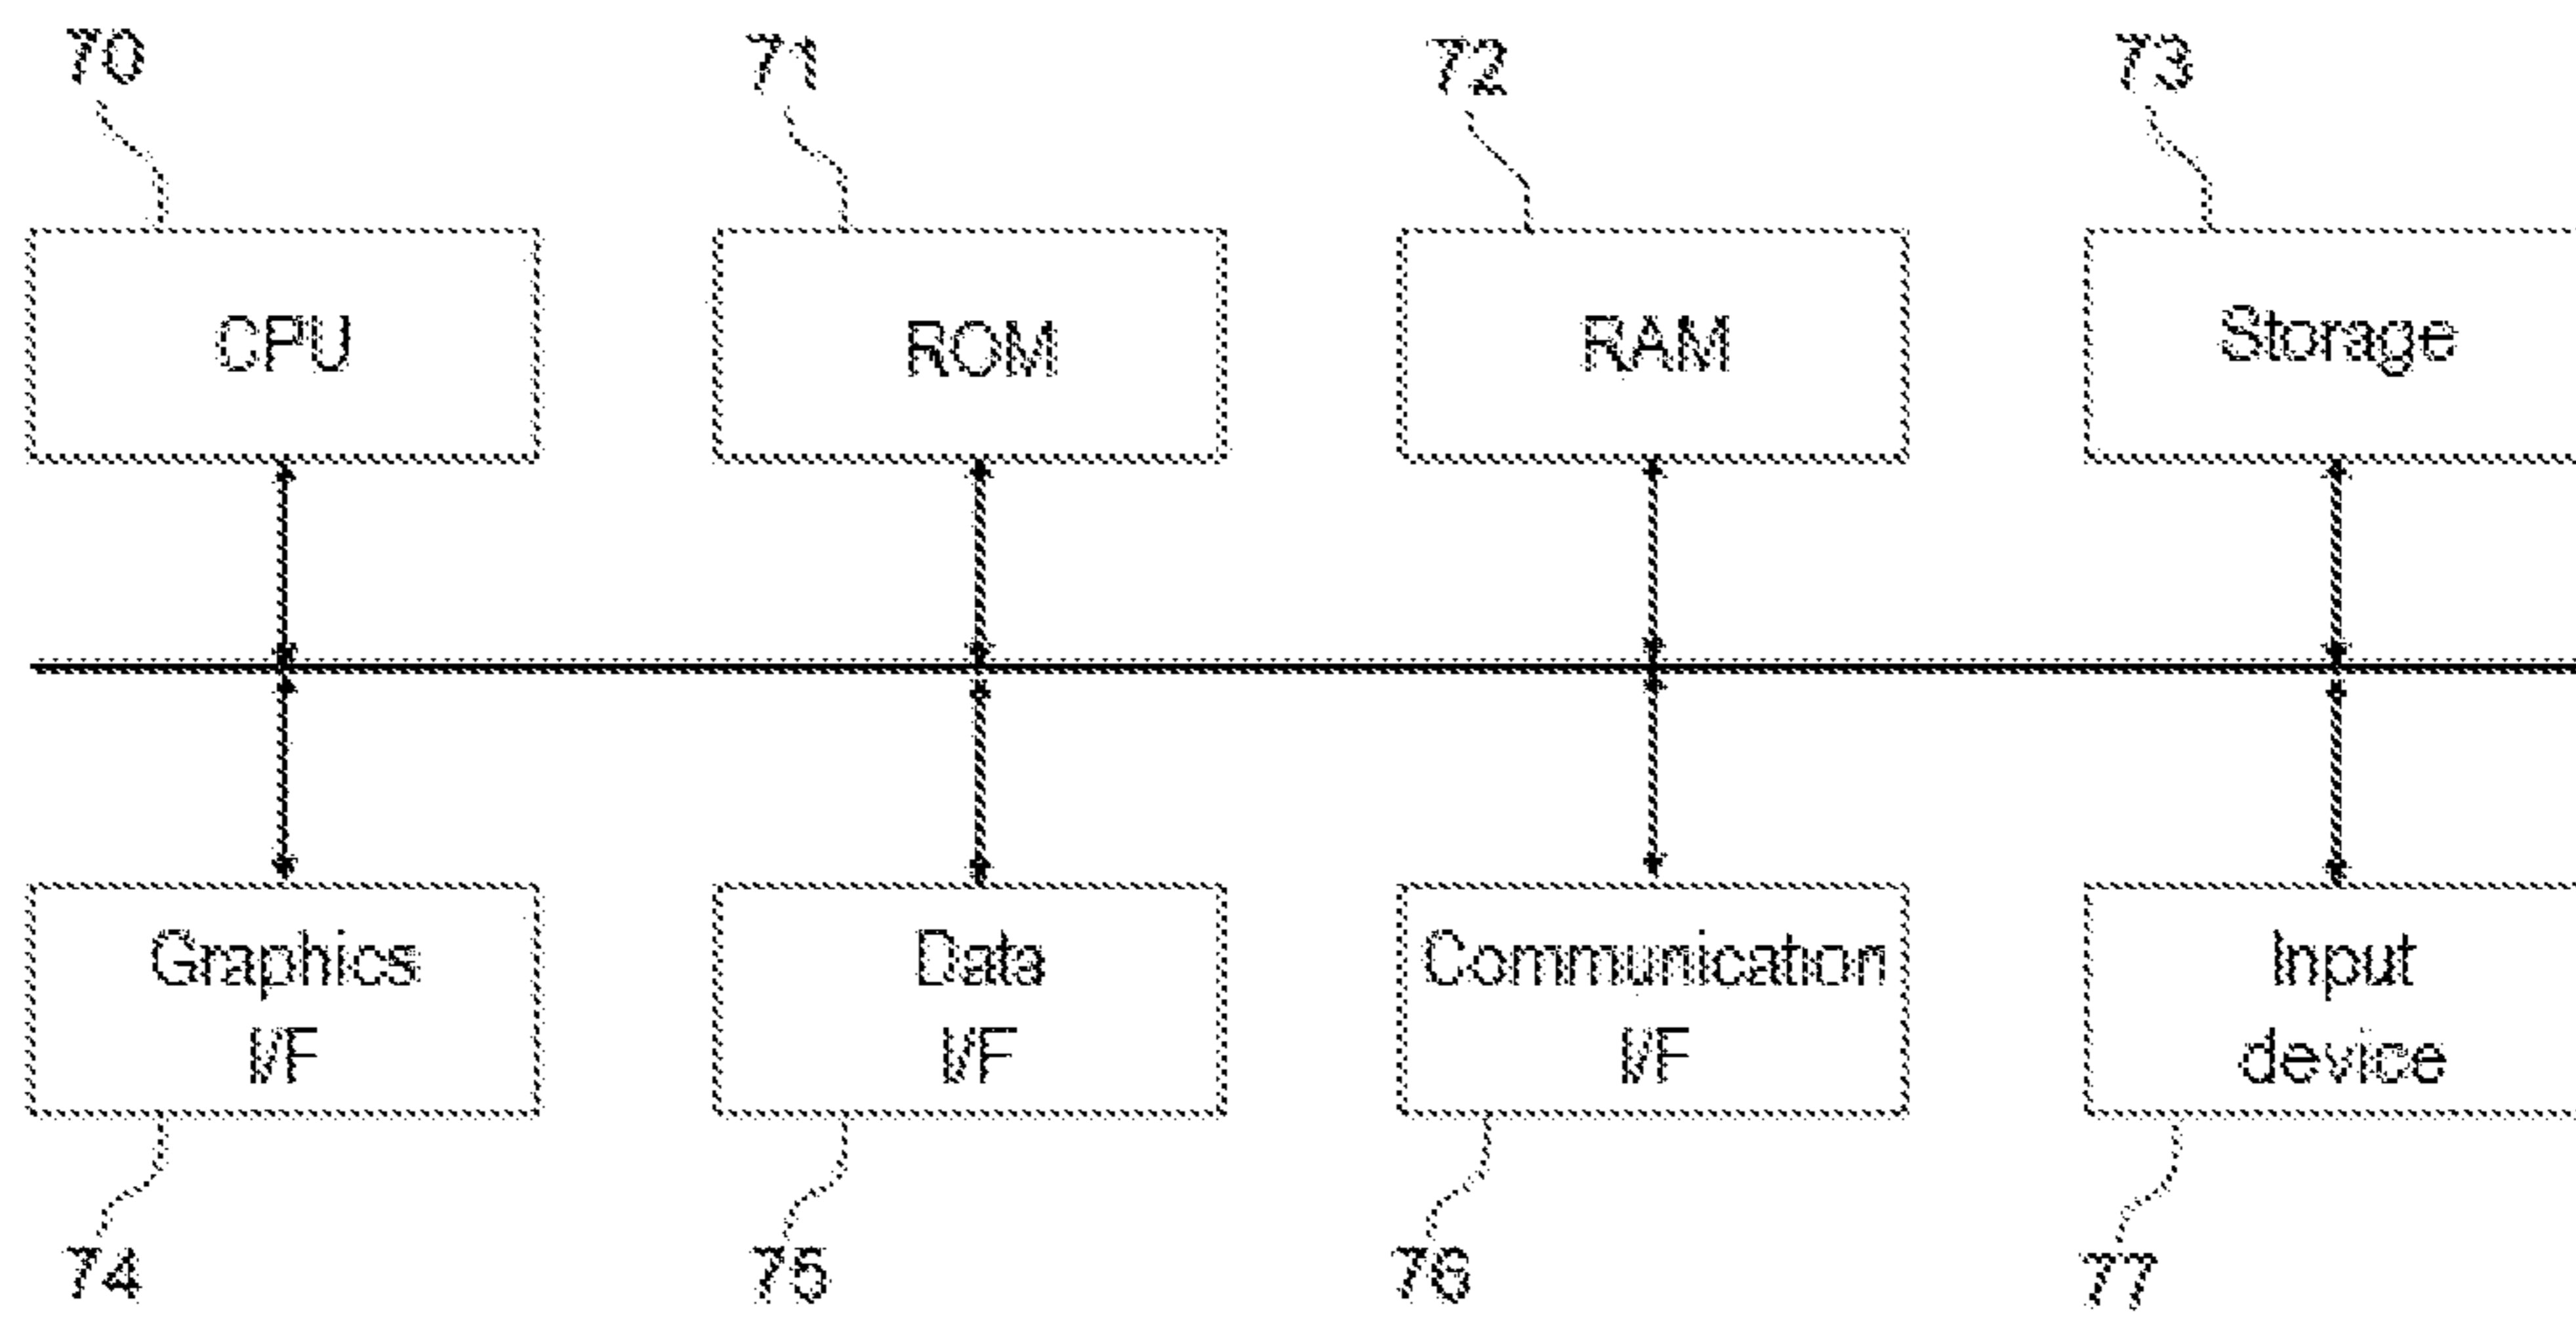 70
71
72
73
CPU
ROM
RAM
Storage
Graphics
I/F
Data
I/F
Communication
I/F
Input
device
74
75
76
77